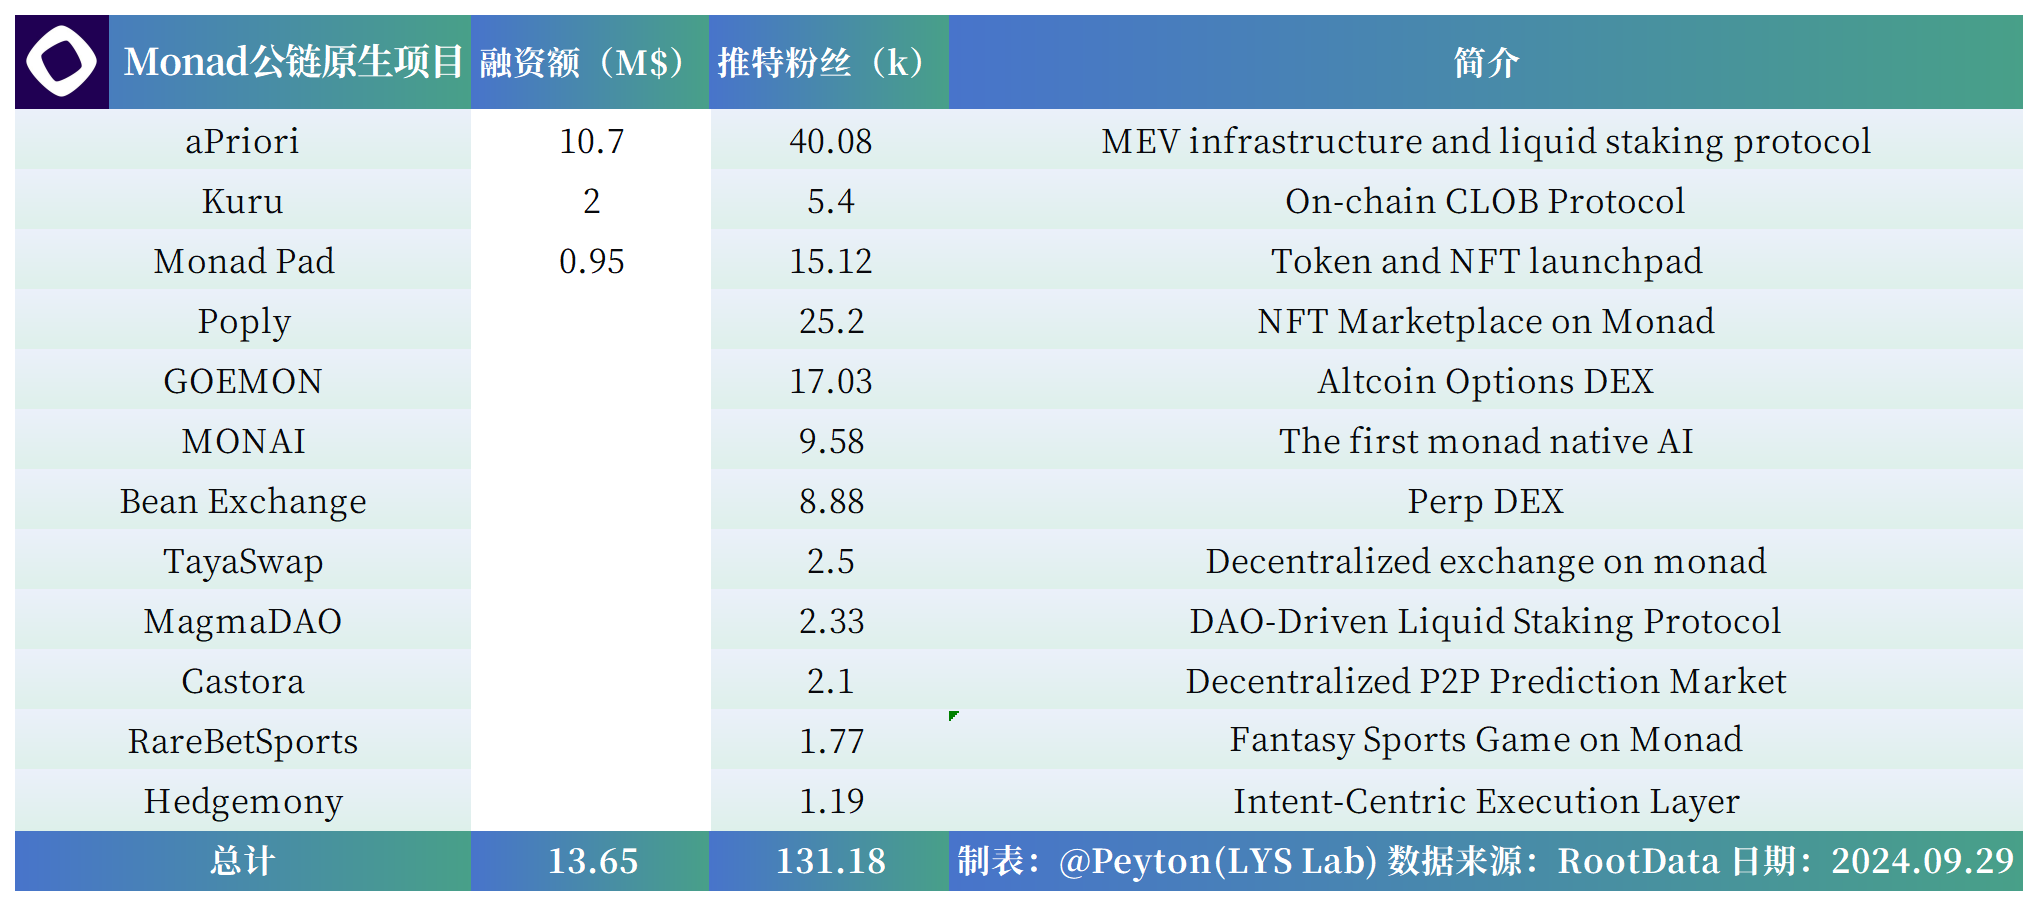 Monad公链原生项目 融资额（M$） 推特粉丝（k） 简介
aPriori 10.7 40.08 MEV infrastructure and liquid staking protocol
Kuru 2 5.4 On-chain CLOB Protocol
Monad Pad 0.95 15.12 Token and NFT launchpad
Poply 25.2 NFT Marketplace on Monad
GOEMON 17.03 Altcoin Options DEX
MONAI 9.58 The first monad native AI
Bean Exchange 8.88 Perp DEX
TayaSwap 2.5 Decentralized exchange on monad
MagmaDAO 2.33 DAO-Driven Liquid Staking Protocol
Castora 2.1 Decentralized P2P Prediction Market
RareBetSports 1.77 Fantasy Sports Game on Monad
Hedgemony 1.19 Intent-Centric Execution Layer
总计 13.65 131.18 制表：@Peyton(LYS Lab) 数据来源：RootData 日期：2024.09.29